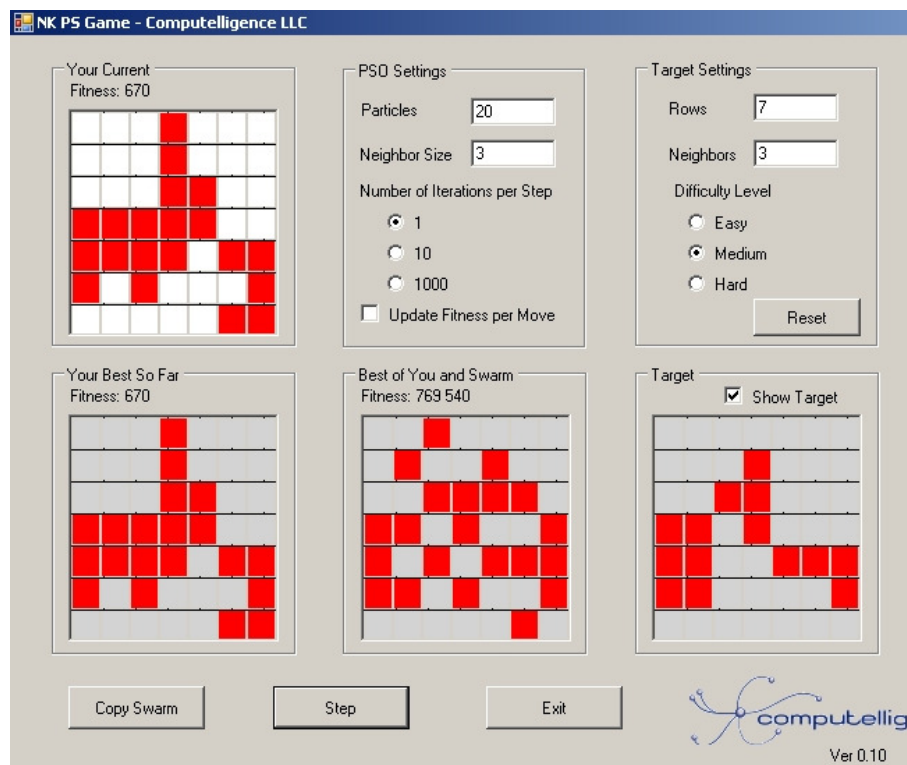 NK PS Game - Computelligence LLC
Your Current
Fitness: 670
PSO Settings
Particles 20
Neighbor Size 3
Number of Iterations per Step
1
10
1000
Update Fitness per Move
Target Settings
Rows 7
Neighbors 3
Difficulty Level
Easy
Medium
Hard
Reset
Your Best So Far
Fitness: 670
Best of You and Swarm
Fitness: 769 540
Target
Show Target
Copy Swarm
Step
Exit
computellig
Ver 0.10